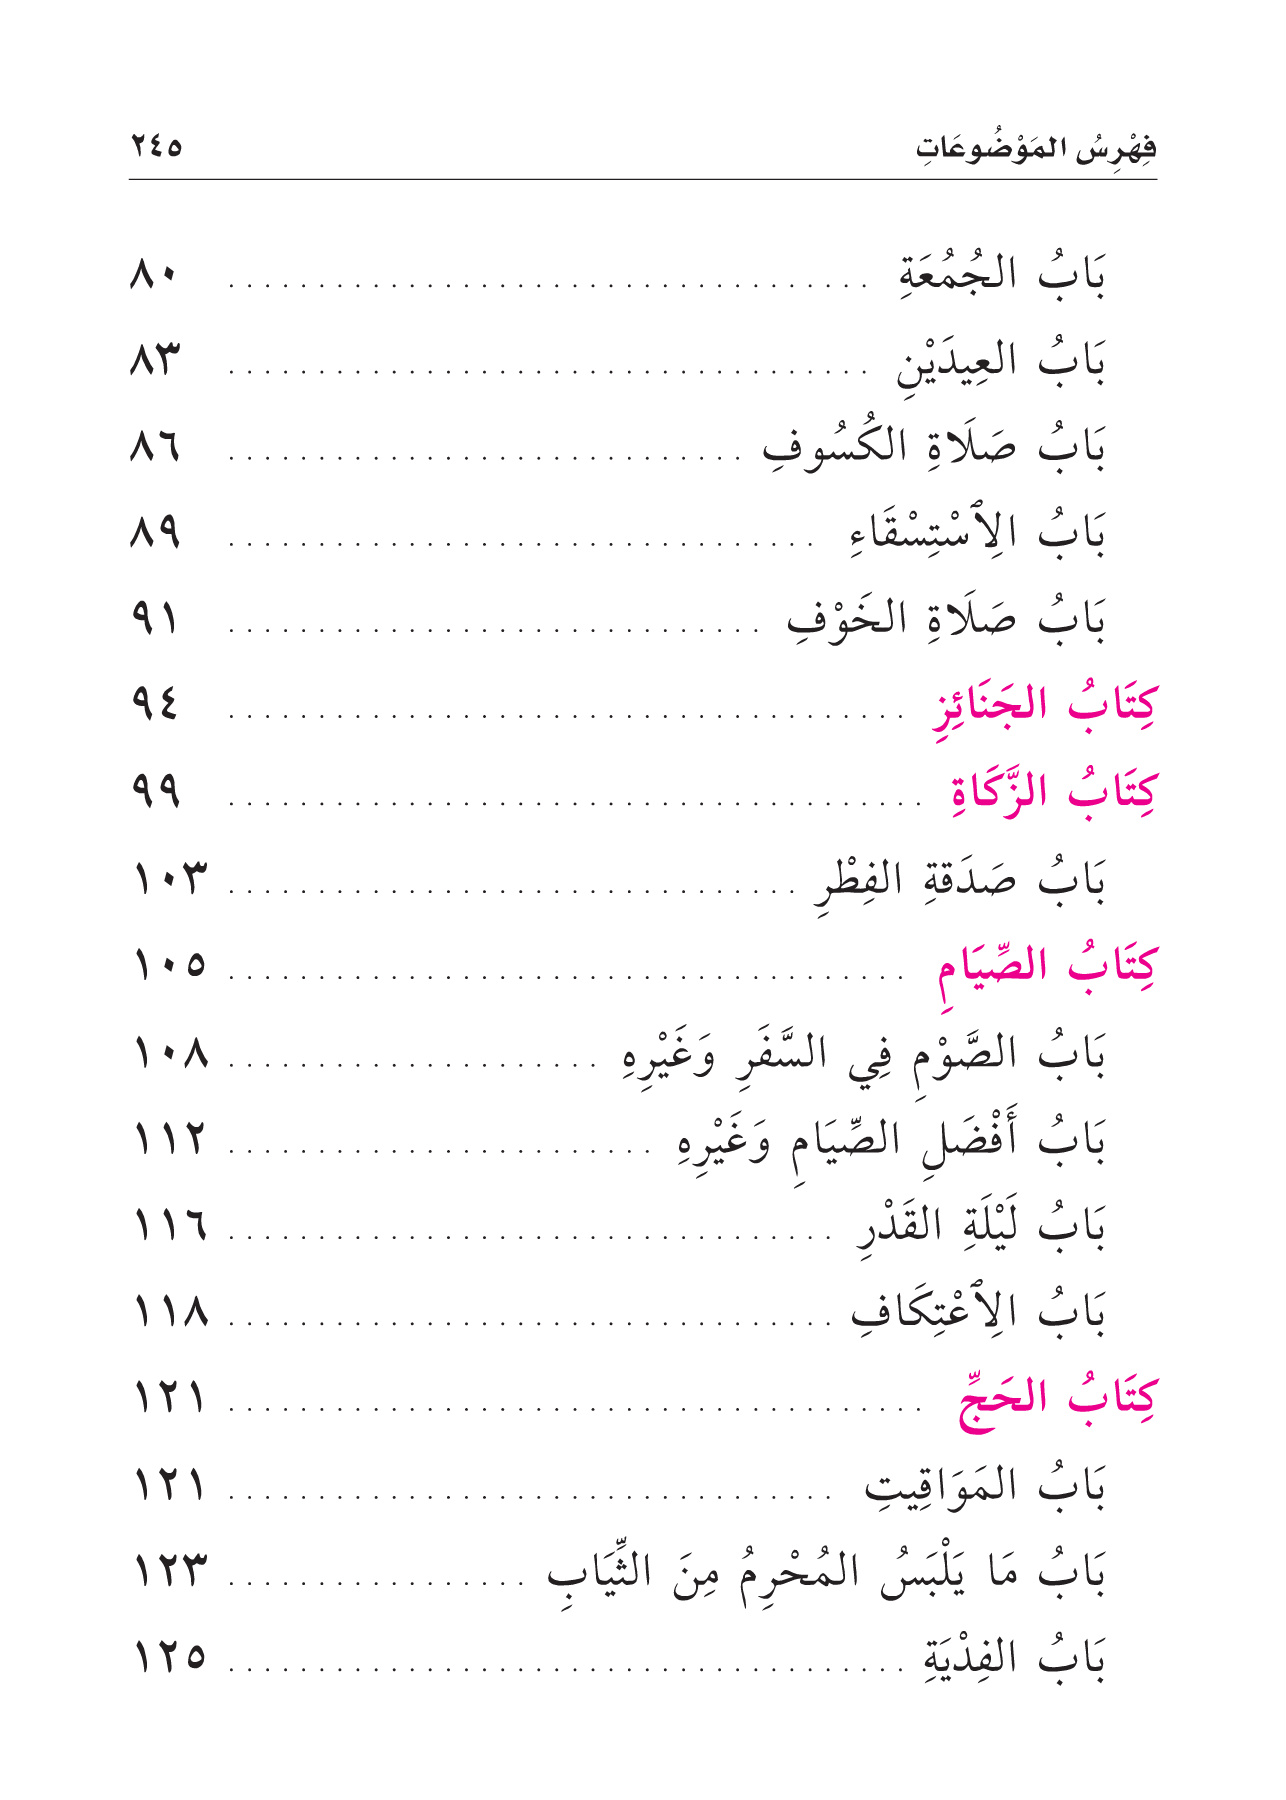 فِهْرِسُ المَوْضُوعَاتِ ٢٤٥
بَابُ الجُمُعَةِ . . . . . . . . . . . . . . . . . . . . . . . . . . . . . . . . . . . . ٨٠
بَابُ العِيدَيْنِ . . . . . . . . . . . . . . . . . . . . . . . . . . . . . . . . . . . . ٨٣
بَابُ صَلَاةِ الكُسُوفِ . . . . . . . . . . . . . . . . . . . . . . . . . . . . . ٨٦
بَابُ الِٱسْتِسْقَاءِ . . . . . . . . . . . . . . . . . . . . . . . . . . . . . . . . . ٨٩
بَابُ صَلَاةِ الخَوْفِ . . . . . . . . . . . . . . . . . . . . . . . . . . . . . . ٩١
كِتَابُ الجَنَائِزِ . . . . . . . . . . . . . . . . . . . . . . . . . . . . . . . . . . . . . . ٩٤
كِتَابُ الزَّكَاةِ . . . . . . . . . . . . . . . . . . . . . . . . . . . . . . . . . . . . . . . ٩٩
بَابُ صَدَقةِ الفِطْرِ . . . . . . . . . . . . . . . . . . . . . . . . . . . . . . . . ١٠٣
كِتَابُ الصِّيَامِ . . . . . . . . . . . . . . . . . . . . . . . . . . . . . . . . . . . . . . ١٠٥
بَابُ الصَّوْمِ فِي السَّفَرِ وَغَيْرِهِ . . . . . . . . . . . . . . . . . . . . . ١٠٨
بَابُ أَفْضَلِ الصِّيَامِ وَغَيْرِهِ . . . . . . . . . . . . . . . . . . . . . . . . ١١٢
بَابُ لَيْلَةِ القَدْرِ . . . . . . . . . . . . . . . . . . . . . . . . . . . . . . . . . . ١١٦
بَابُ الِٱعْتِكَافِ . . . . . . . . . . . . . . . . . . . . . . . . . . . . . . . . . . ١١٨
كِتَابُ الحَجِّ . . . . . . . . . . . . . . . . . . . . . . . . . . . . . . . . . . . . . . . ١٢١
بَابُ المَوَاقِيتِ . . . . . . . . . . . . . . . . . . . . . . . . . . . . . . . . . . ١٢١
بَابُ مَا يَلْبَسُ المُحْرِمُ مِنَ الثِّيَابِ . . . . . . . . . . . . . . . . . ١٢٣
بَابُ الفِدْيَةِ . . . . . . . . . . . . . . . . . . . . . . . . . . . . . . . . . . . . . . ١٢٥